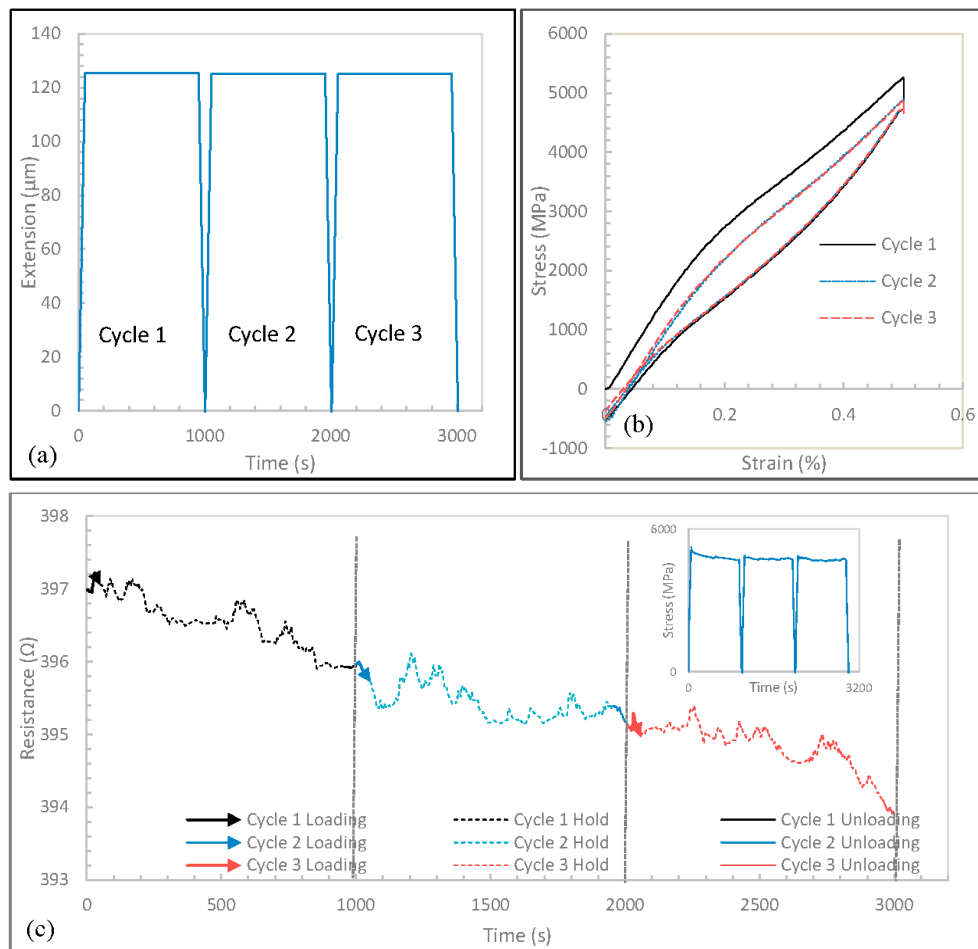 140
120
100
80
60
40
20
0
Extension (µm)
Cycle 1 Cycle 2 Cycle 3
0 1000 2000 3000
Time (s)
(a)
6000
5000
4000
3000
2000
1000
0
-1000
Stress (MPa)
Cycle 1
Cycle 2
Cycle 3
0 0.2 0.4 0.6
Strain (%)
(b)
398
397
396
395
394
393
Resistance (Ω)
6000
0
Stress (MPa)
0 Time (s) 3200
Cycle 1 Loading Cycle 1 Hold Cycle 1 Unloading
Cycle 2 Loading Cycle 2 Hold Cycle 2 Unloading
Cycle 3 Loading Cycle 3 Hold Cycle 3 Unloading
0 500 1000 1500 2000 2500 3000
Time (s)
(c)